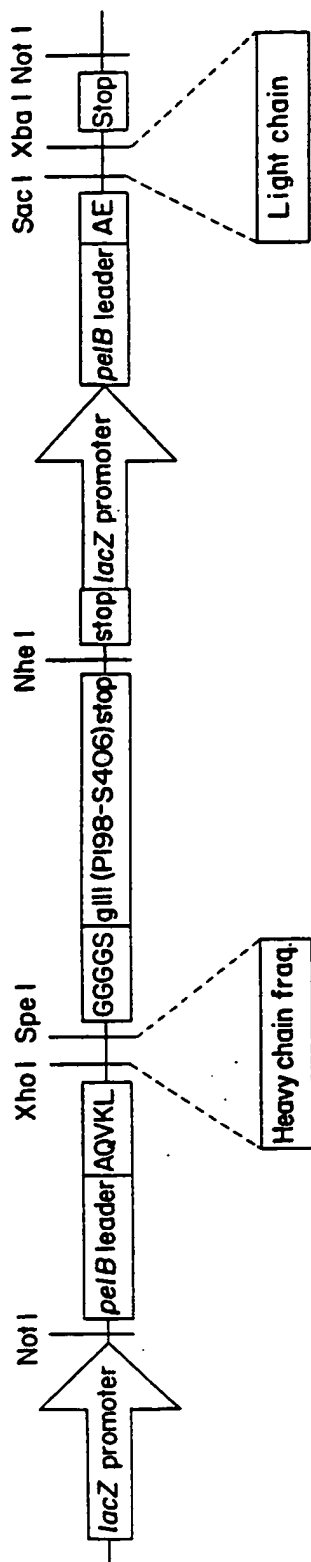 lacZ promoter
Not I
pelB leader
AQVKL
Xho I
Spe I
Heavy chain fraq.
GGGGS
gIII (P198-S406) stop
Nhe I
stop
lacZ promoter
pelB leader
AE
Sac I
Xba I
Light chain
Stop
Not I